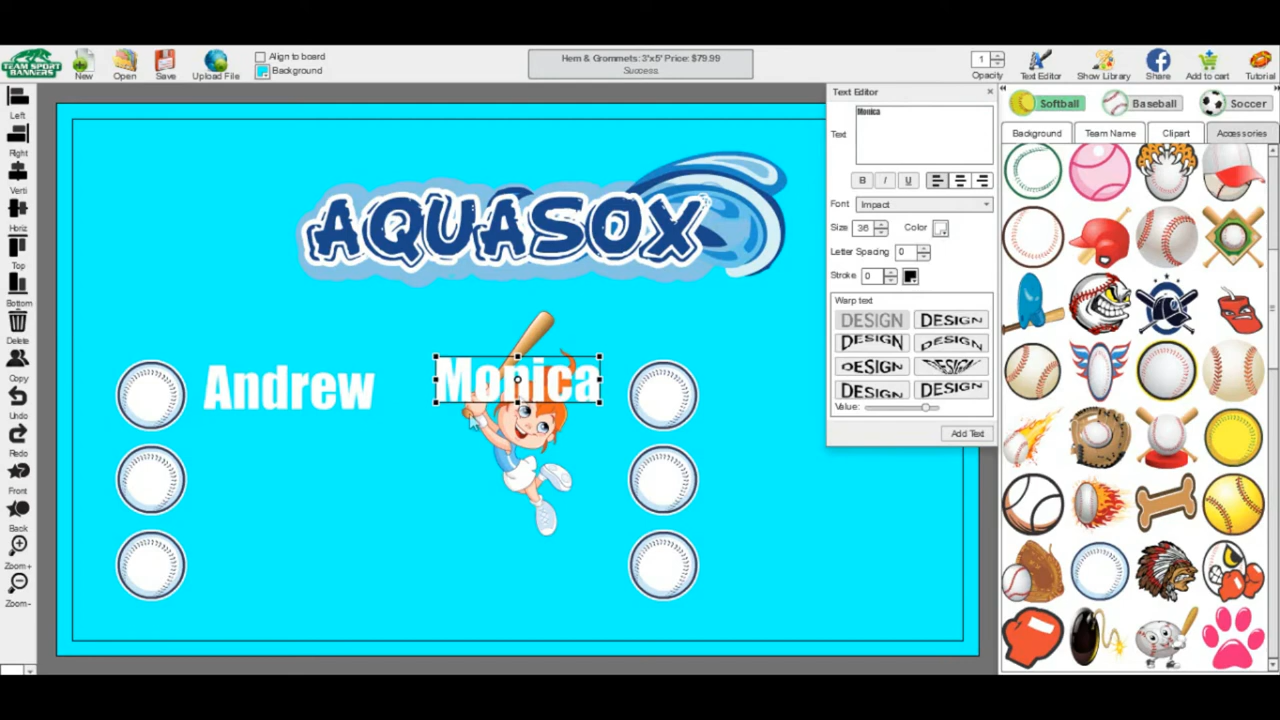 TEAM SPORT
BANNERS
New
Open
Save
Upload File
Align to board
Background
Hem & Grommets: 3'x5' Price: $79.99
Success.
1
Opacity
Text Editor
Show Library
Share
Add to cart
Tutorial
Left
Right
Verti
Horiz
Top
Bottom
Delete
Copy
Undo
Redo
Front
Back
Zoom+
Zoom-
AQUASOX
Andrew
Monica
Text Editor
Text
Monica
B I U
Font Impact
Size 36 Color
Letter Spacing 0
Stroke 0
Warp text
DESIGN DESIGN
DESIGN DESIGN
DESIGN DESIGN
DESIGN DESIGN
Value:
Add Text
Softball Baseball Soccer
Background Team Name Clipart Accessories